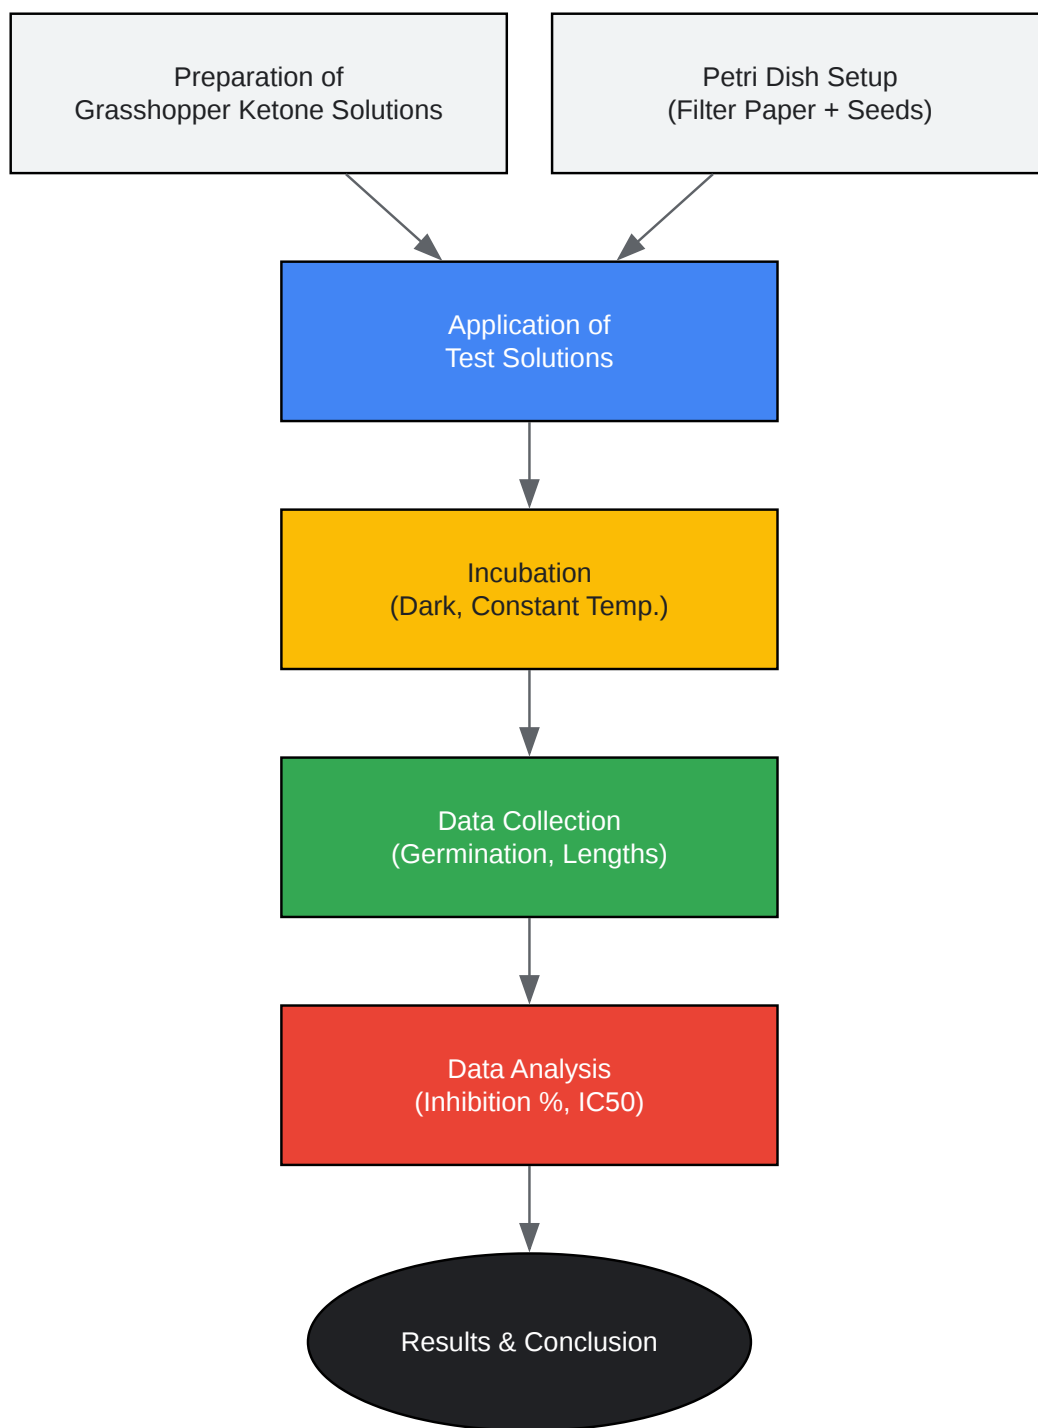 Preparation of
Grasshopper Ketone Solutions
Petri Dish Setup
(Filter Paper + Seeds)
Application of
Test Solutions
Incubation
(Dark, Constant Temp.)
Data Collection
(Germination, Lengths)
Data Analysis
(Inhibition %, IC50)
Results & Conclusion